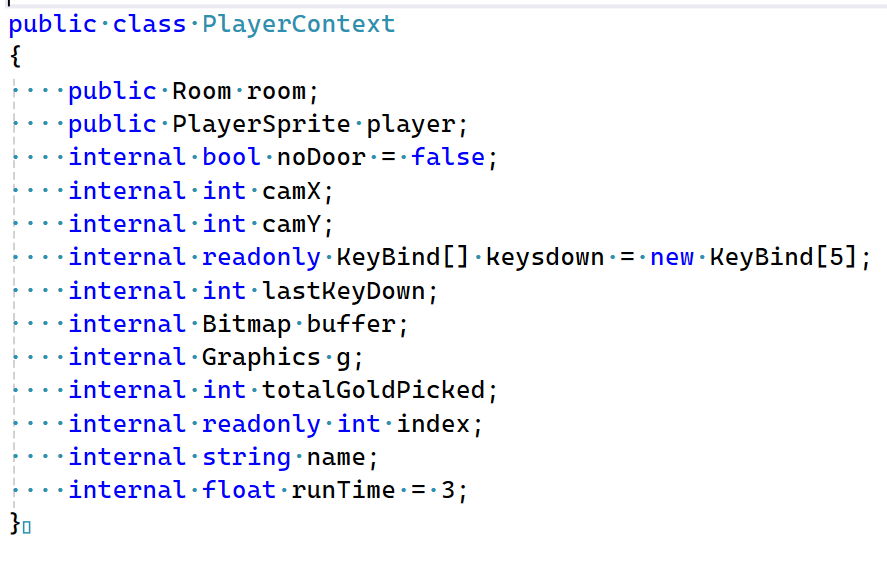 public class PlayerContext
{
    public Room room;
    public PlayerSprite player;
    internal bool noDoor = false;
    internal int camX;
    internal int camY;
    internal readonly KeyBind[] keysdown = new KeyBind[5];
    internal int lastKeyDown;
    internal Bitmap buffer;
    internal Graphics g;
    internal int totalGoldPicked;
    internal readonly int index;
    internal string name;
    internal float runTime = 3;
}